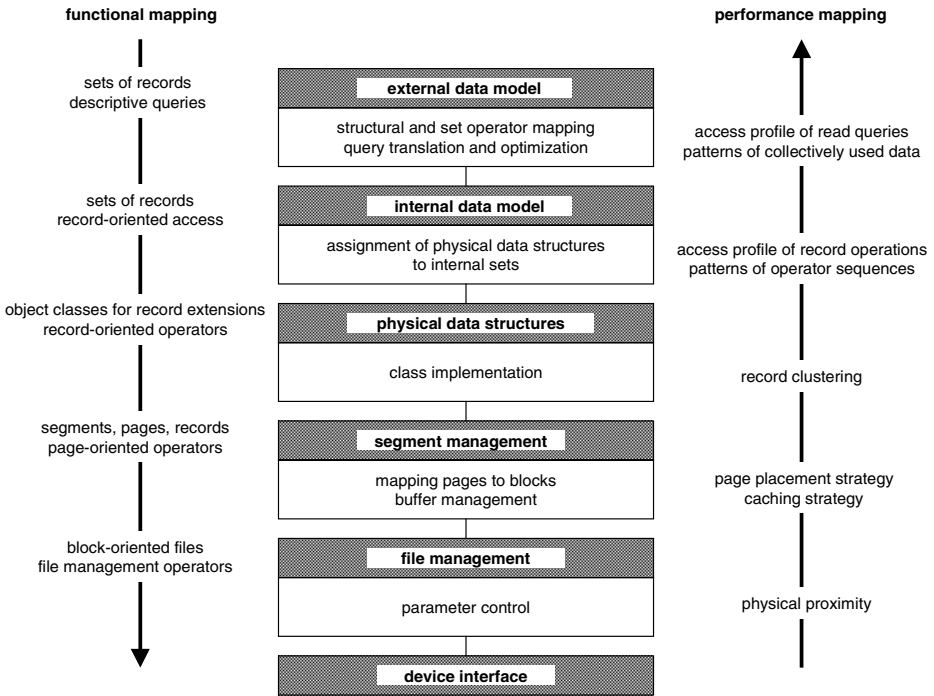 functional mapping
performance mapping
sets of records
descriptive queries
external data model
structural and set operator mapping
query translation and optimization
access profile of read queries
patterns of collectively used data
sets of records
record-oriented access
internal data model
assignment of physical data structures
to internal sets
access profile of record operations
patterns of operator sequences
object classes for record extensions
record-oriented operators
physical data structures
class implementation
record clustering
segments, pages, records
page-oriented operators
segment management
mapping pages to blocks
buffer management
page placement strategy
caching strategy
block-oriented files
file management operators
file management
parameter control
physical proximity
device interface